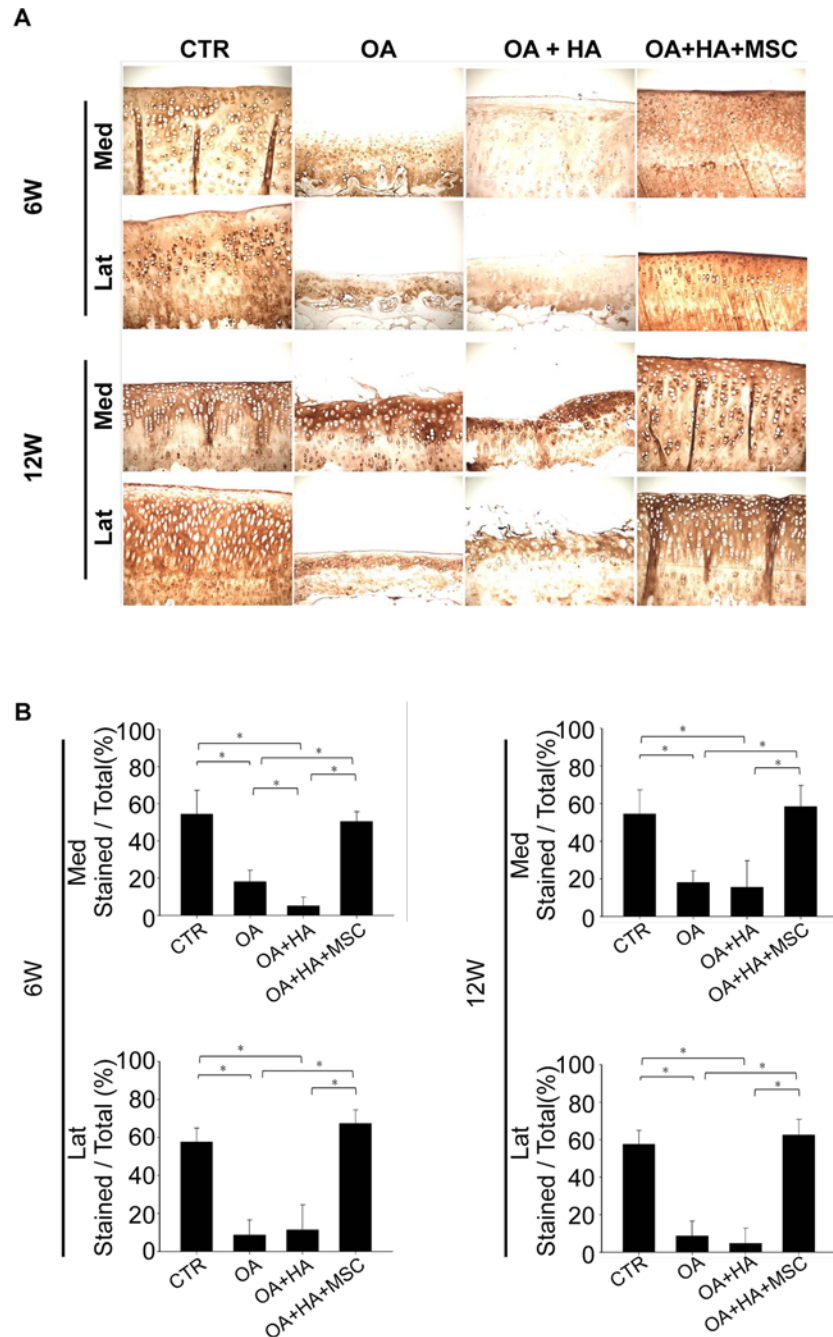 A
CTR OA OA + HA OA+HA+MSC
6W
Med
Lat
12W
Med
Lat
B
6W
Med
Stained / Total(%)
100
80
60
40
20
0
* * * * *
CTR OA OA+HA OA+HA+MSC
Lat
Stained / Total (%)
100
80
60
40
20
0
* * * *
CTR OA OA+HA OA+HA+MSC
12W
Med
Stained / Total(%)
100
80
60
40
20
0
* * * *
CTR OA OA+HA OA+HA+MSC
Lat
Stained / Total(%)
100
80
60
40
20
0
* * * *
CTR OA OA+HA OA+HA+MSC